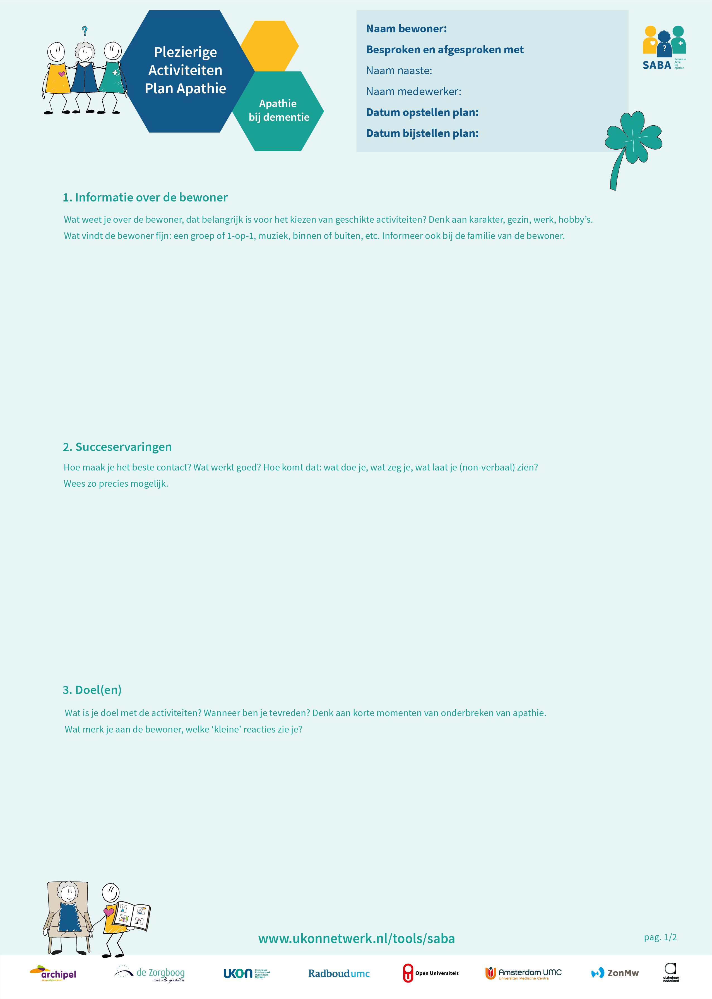 ?
Plezierige
Activiteiten
Plan Apathie
Apathie
bij dementie
Naam bewoner:
Besproken en afgesproken met
Naam naaste:
Naam medewerker:
Datum opstellen plan:
Datum bijstellen plan:
?
SABA
Samen in
Actie
Bij
Apathie
1. Informatie over de bewoner
Wat weet je over de bewoner, dat belangrijk is voor het kiezen van geschikte activiteiten? Denk aan karakter, gezin, werk, hobby’s.
Wat vindt de bewoner fijn: een groep of 1-op-1, muziek, binnen of buiten, etc. Informeer ook bij de familie van de bewoner.
2. Succeservaringen
Hoe maak je het beste contact? Wat werkt goed? Hoe komt dat: wat doe je, wat zeg je, wat laat je (non-verbaal) zien?
Wees zo precies mogelijk.
3. Doel(en)
Wat is je doel met de activiteiten? Wanneer ben je tevreden? Denk aan korte momenten van onderbreken van apathie.
Wat merk je aan de bewoner, welke ‘kleine’ reacties zie je?
www.ukonnetwerk.nl/tools/saba
pag. 1/2
archipel
zorgwelzijnwonen
de Zorgboog
voor alle generaties
UKON
Universitair
Kennisnetwerk
Ouderenzorg
Nijmegen
Radboudumc
Open Universiteit
Amsterdam UMC
Universitair Medische Centra
ZonMw
alzheimer
nederland